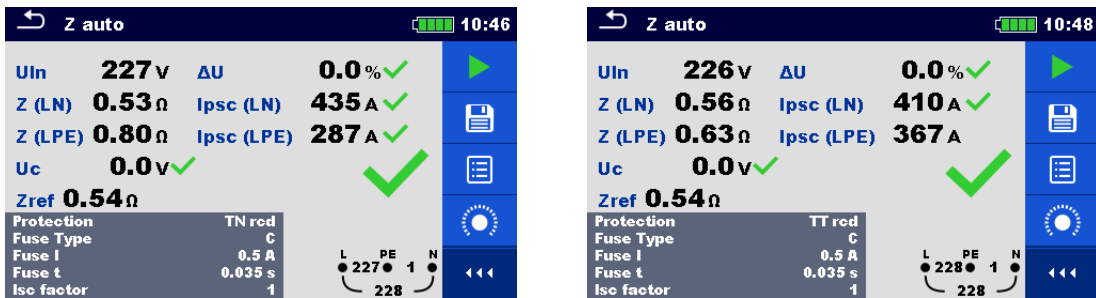 Z auto 10:46
Uln 227 V ΔU 0.0 %
Z (LN) 0.53 Ω Ipsc (LN) 435 A
Z (LPE) 0.80 Ω Ipsc (LPE) 287 A
Uc 0.0 V
Zref 0.54 Ω
Protection TN rcd
Fuse Type C
Fuse I 0.5 A
Fuse t 0.035 s
Isc factor 1
L PE N
227 1
228
Z auto 10:48
Uln 226 V ΔU 0.0 %
Z (LN) 0.56 Ω Ipsc (LN) 410 A
Z (LPE) 0.63 Ω Ipsc (LPE) 367 A
Uc 0.0 V
Zref 0.54 Ω
Protection TT rcd
Fuse Type C
Fuse I 0.5 A
Fuse t 0.035 s
Isc factor 1
L PE N
228 1
228